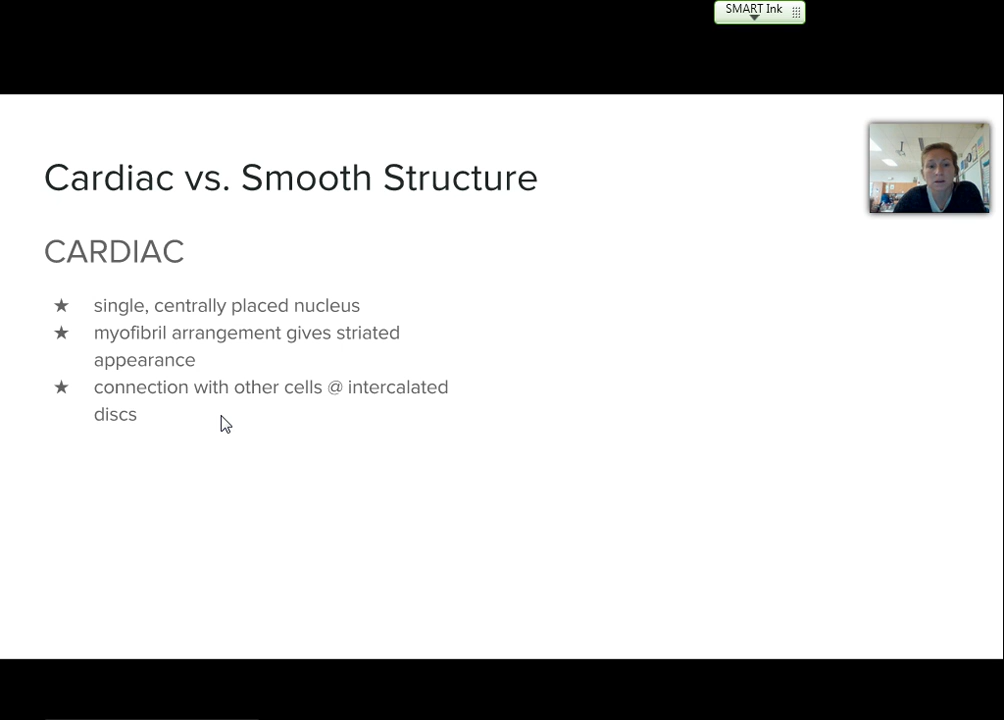 SMART Ink
Cardiac vs. Smooth Structure
CARDIAC
★ single, centrally placed nucleus
★ myofibril arrangement gives striated
appearance
★ connection with other cells @ intercalated
discs